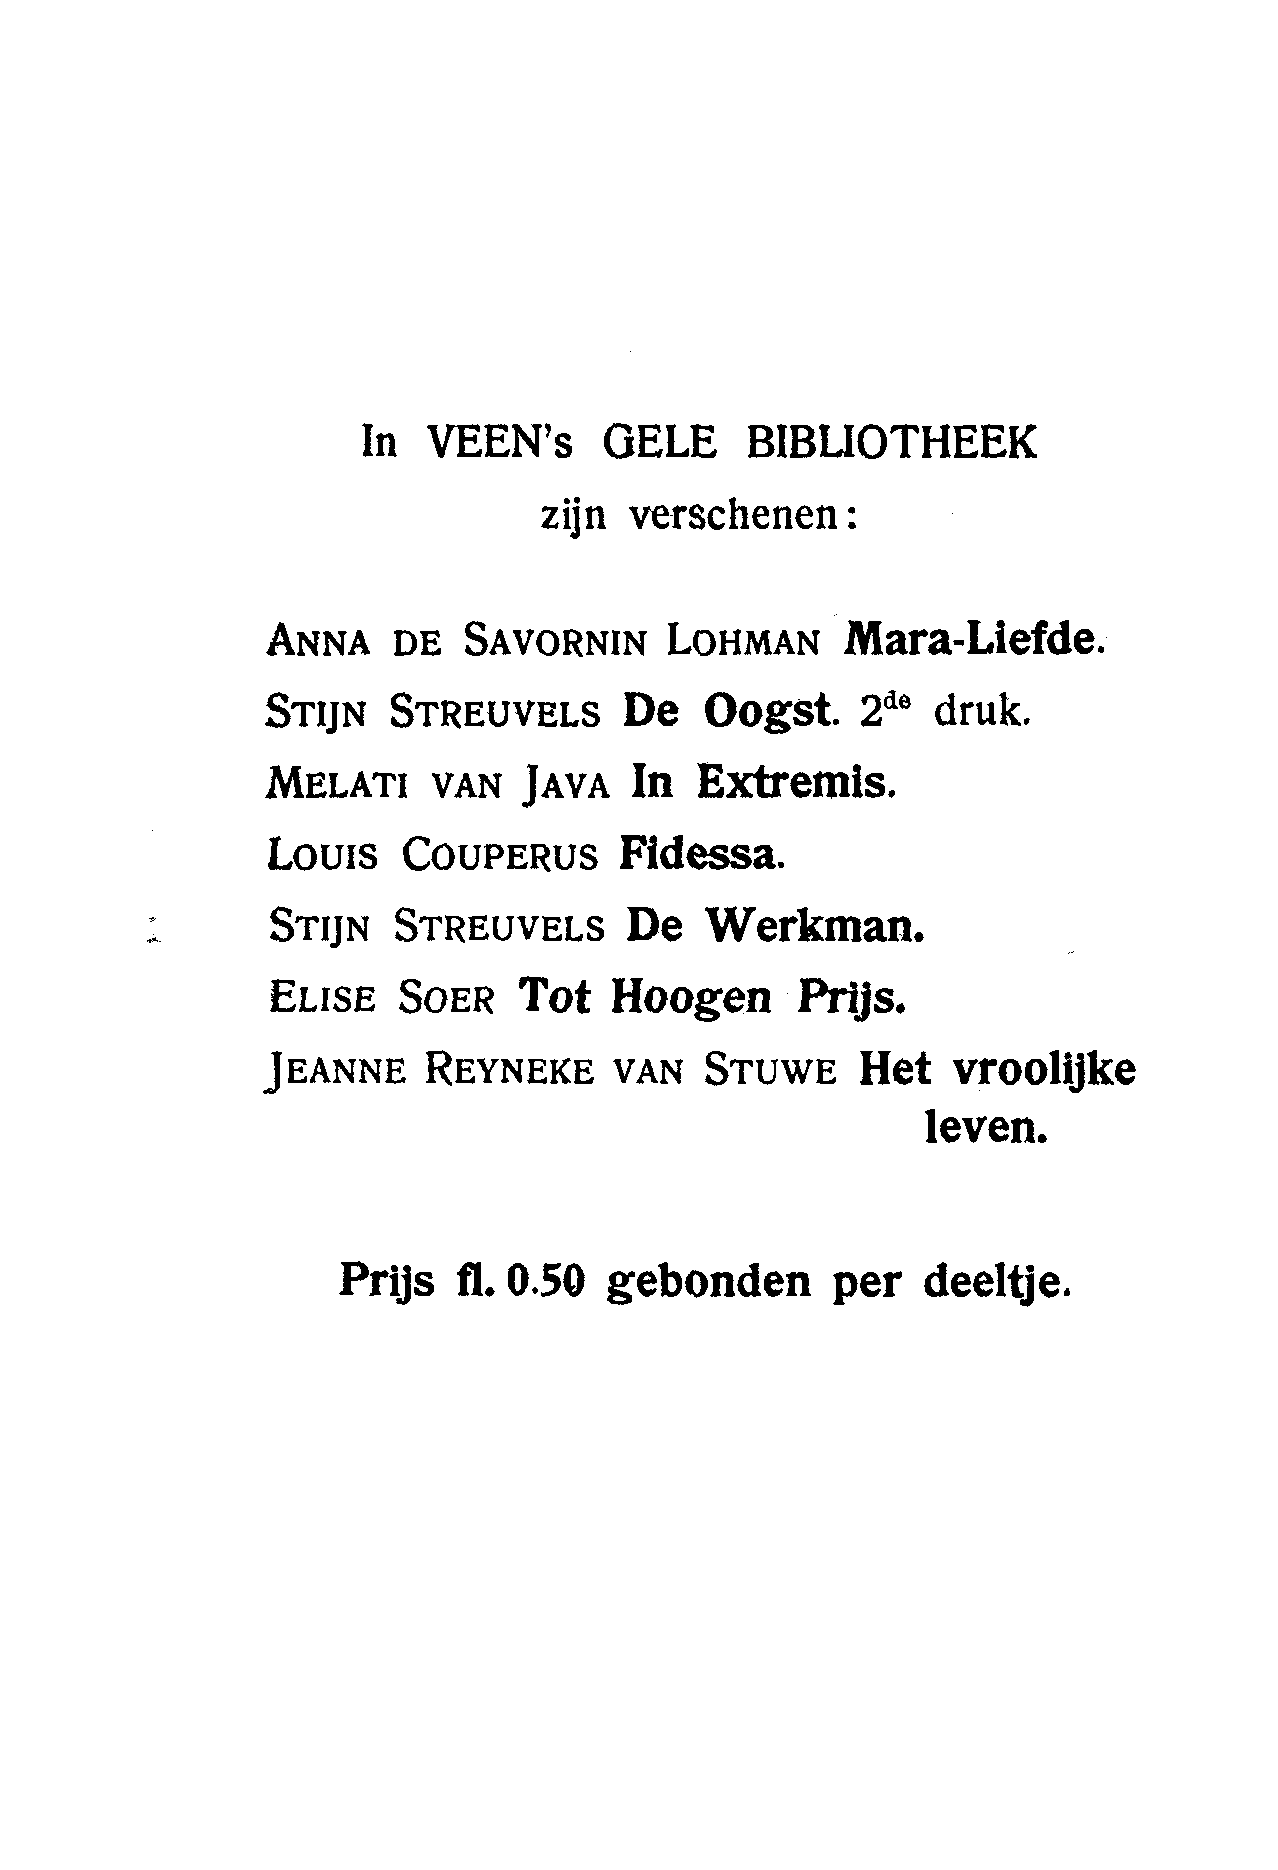 In VEEN's GELE BIBLIOTHEEK
zijn verschenen:
ANNA DE SAVORNIN LOHMAN Mara-Liefde.
STIJN STREUVELS De Oogst. 2de druk.
MELATI VAN JAVA In Extremis.
LOUIS COUPERUS Fidessa.
STIJN STREUVELS De Werkman.
ELISE SOER Tot Hoogen Prijs.
JEANNE REYNEKE VAN STUWE Het vroolijke
leven.
Prijs fl. 0.50 gebonden per deeltje.